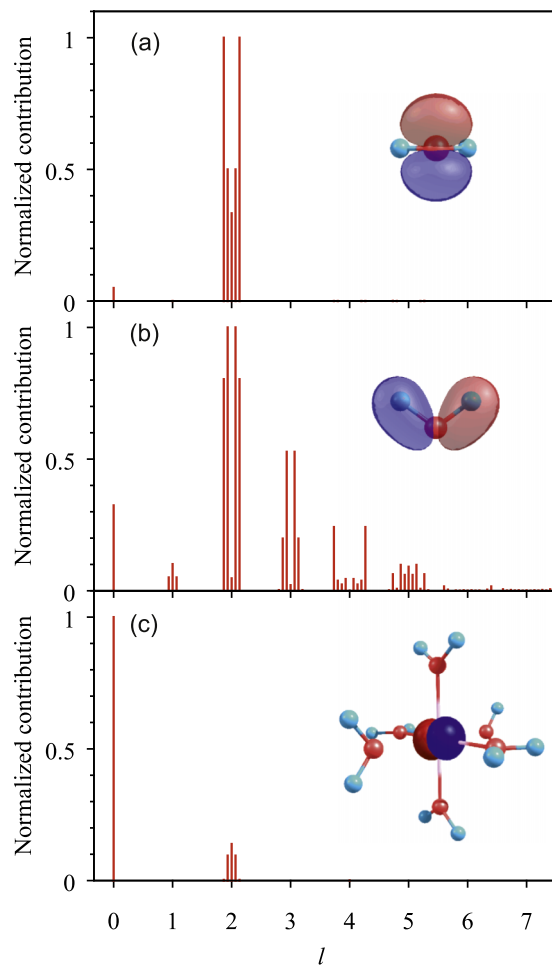 (a)
Normalized contribution
1
0.5
0
(b)
Normalized contribution
1
0.5
0
(c)
Normalized contribution
1
0.5
0
0 1 2 3 4 5 6 7
l